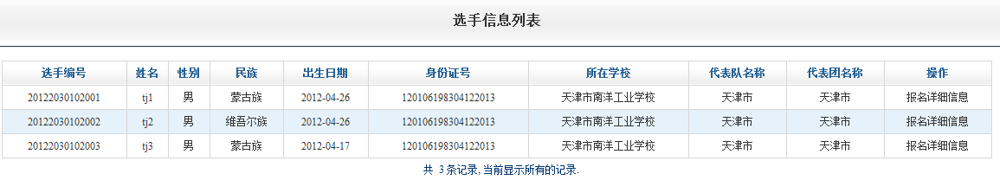 选手信息列表
选手编号 姓名 性别 民族 出生日期 身份证号 所在学校 代表队名称 代表团名称 操作
20122030102001 tj1 男 蒙古族 2012-04-26 120106198304122013 天津市南洋工业学校 天津市 天津市 报名详细信息
20122030102002 tj2 男 维吾尔族 2012-04-26 120106198304122013 天津市南洋工业学校 天津市 天津市 报名详细信息
20122030102003 tj3 男 蒙古族 2012-04-17 120106198304122013 天津市南洋工业学校 天津市 天津市 报名详细信息
共 3 条记录, 当前显示所有的记录.